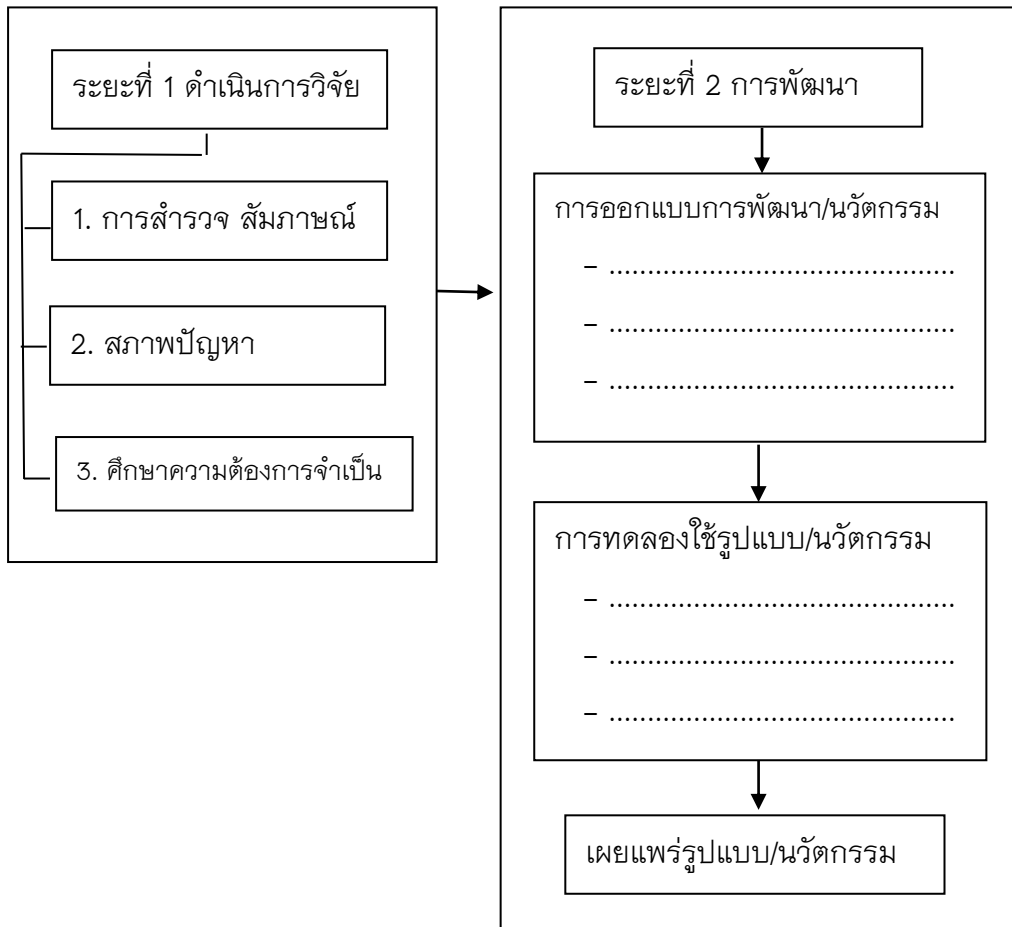 ระยะที่ 1 ดำเนินการวิจัย
1. การสำรวจ สัมภาษณ์
2. สภาพปัญหา
3. ศึกษาความต้องการจำเป็น
ระยะที่ 2 การพัฒนา
การออกแบบการพัฒนา/นวัตกรรม
- .............................................
- .............................................
- .............................................
การทดลองใช้รูปแบบ/นวัตกรรม
- .............................................
- .............................................
- .............................................
เผยแพร่รูปแบบ/นวัตกรรม